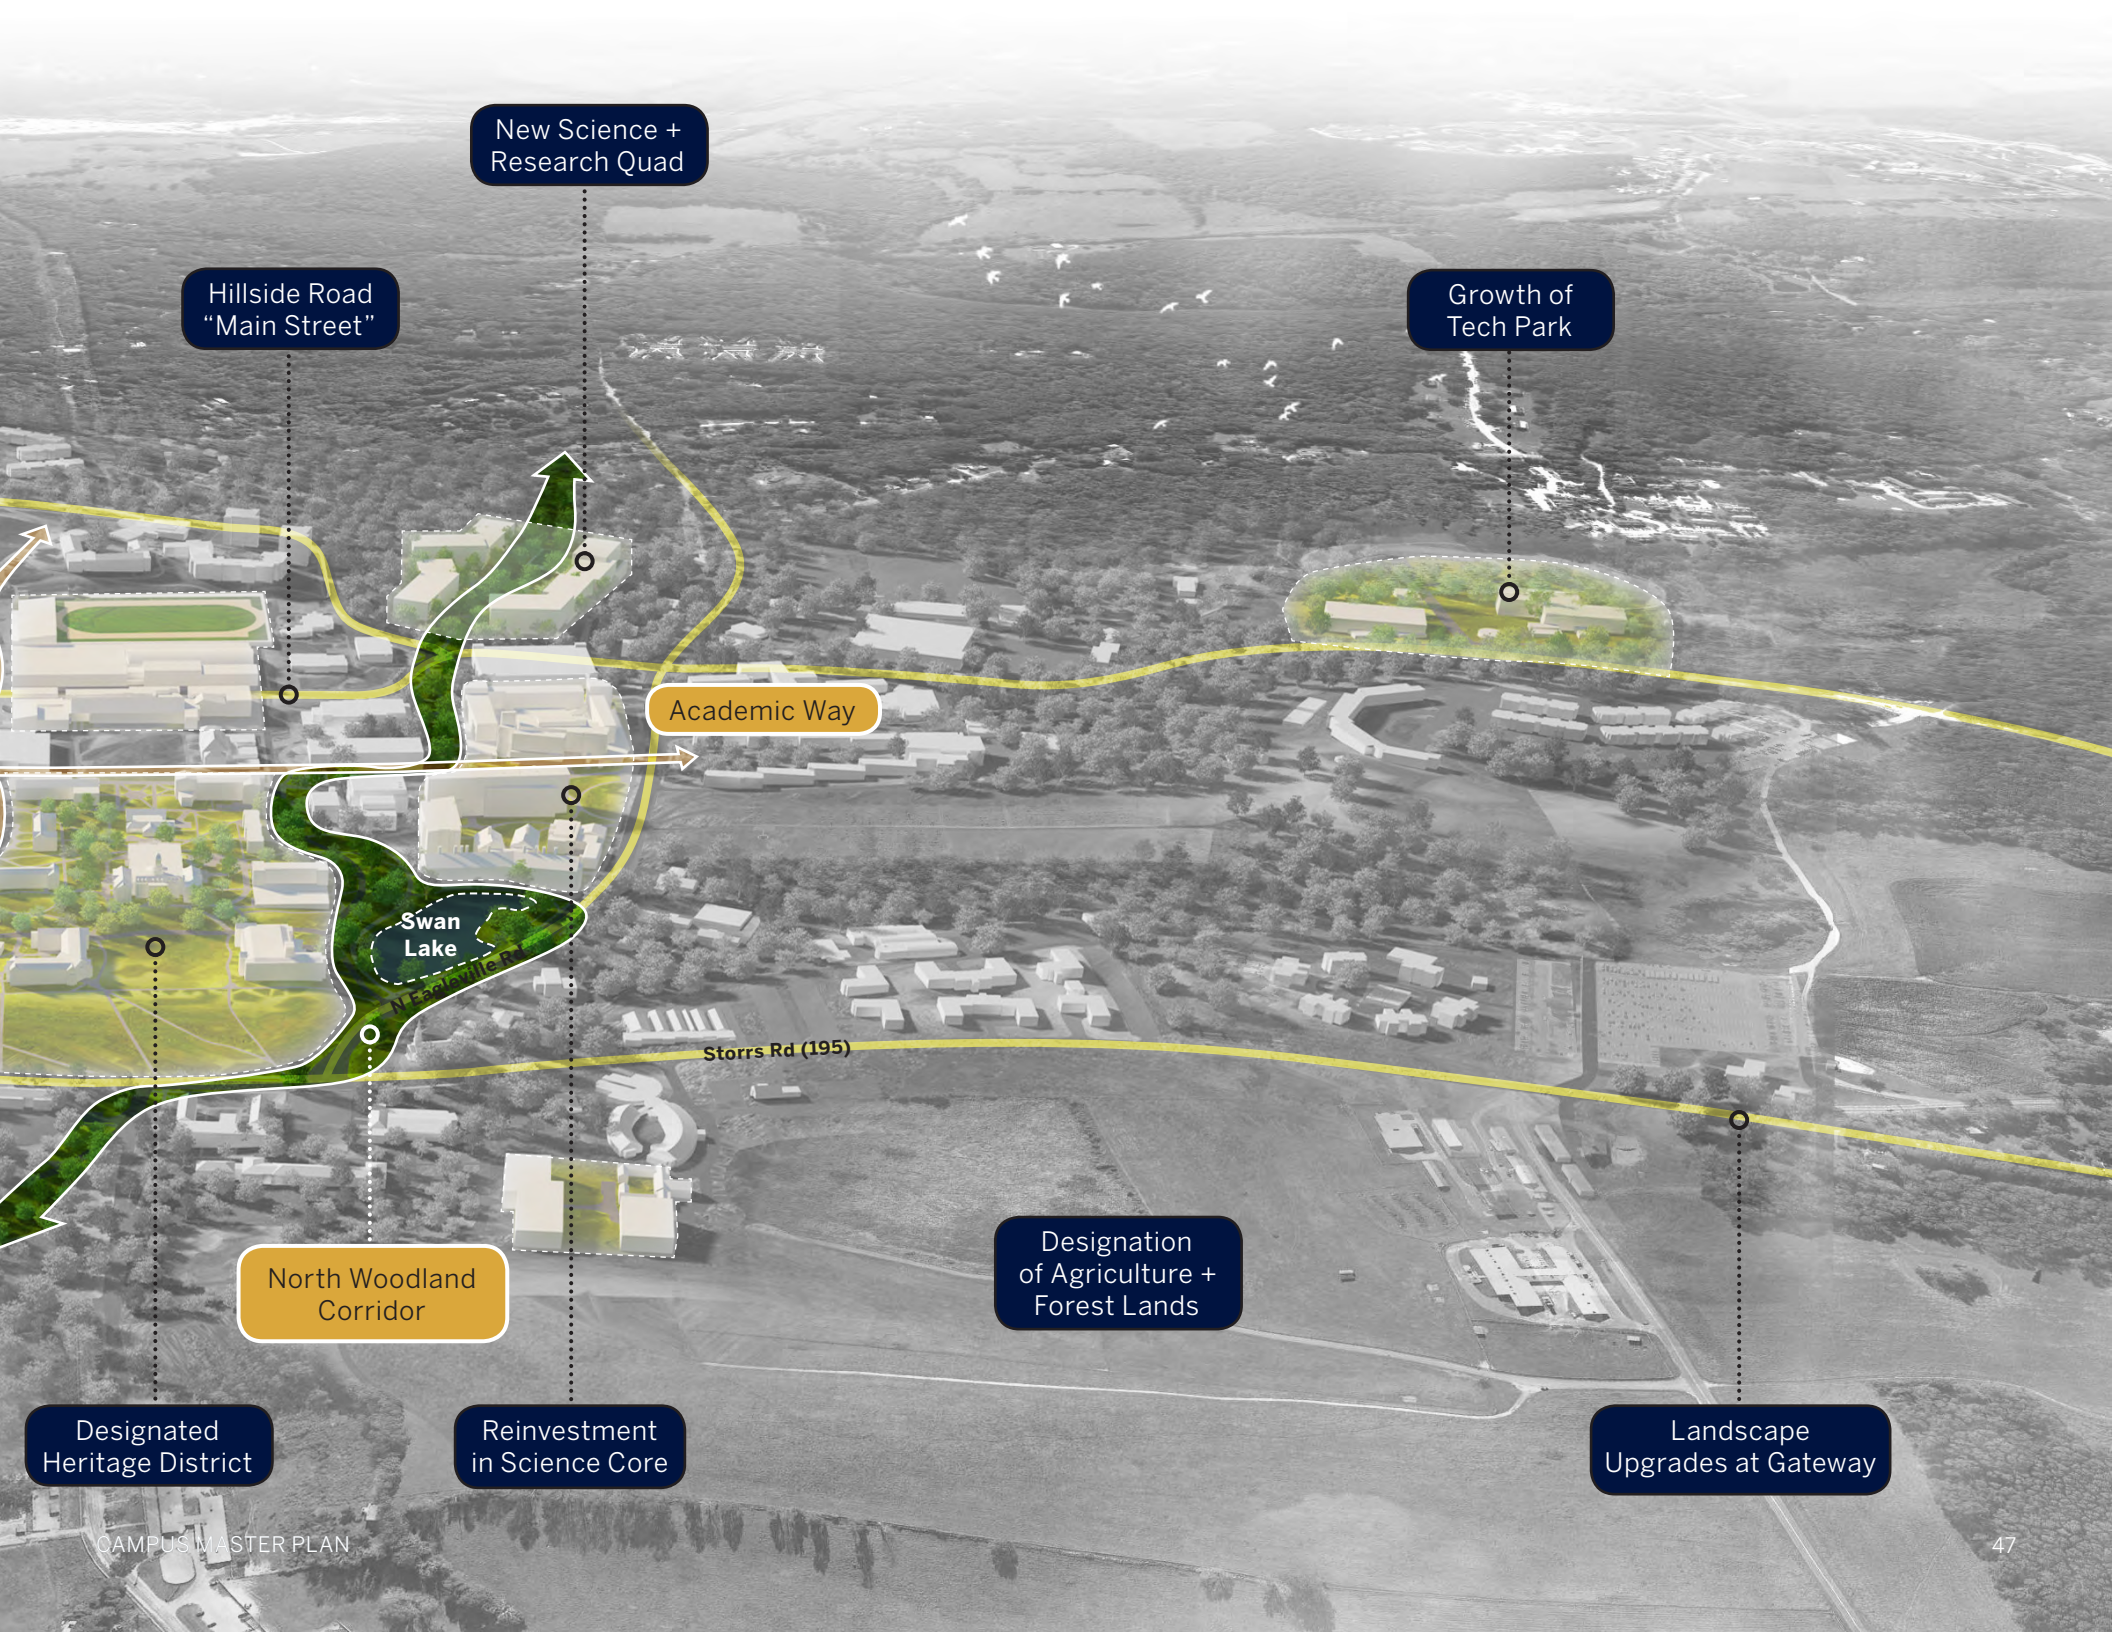 New Science +
Research Quad
Hillside Road
“Main Street”
Growth of
Tech Park
Academic Way
Swan
Lake
N Eagleville Rd
Storrs Rd (195)
Designation
of Agriculture +
Forest Lands
North Woodland
Corridor
Designated
Heritage District
Reinvestment
in Science Core
Landscape
Upgrades at Gateway
CAMPUS MASTER PLAN
47